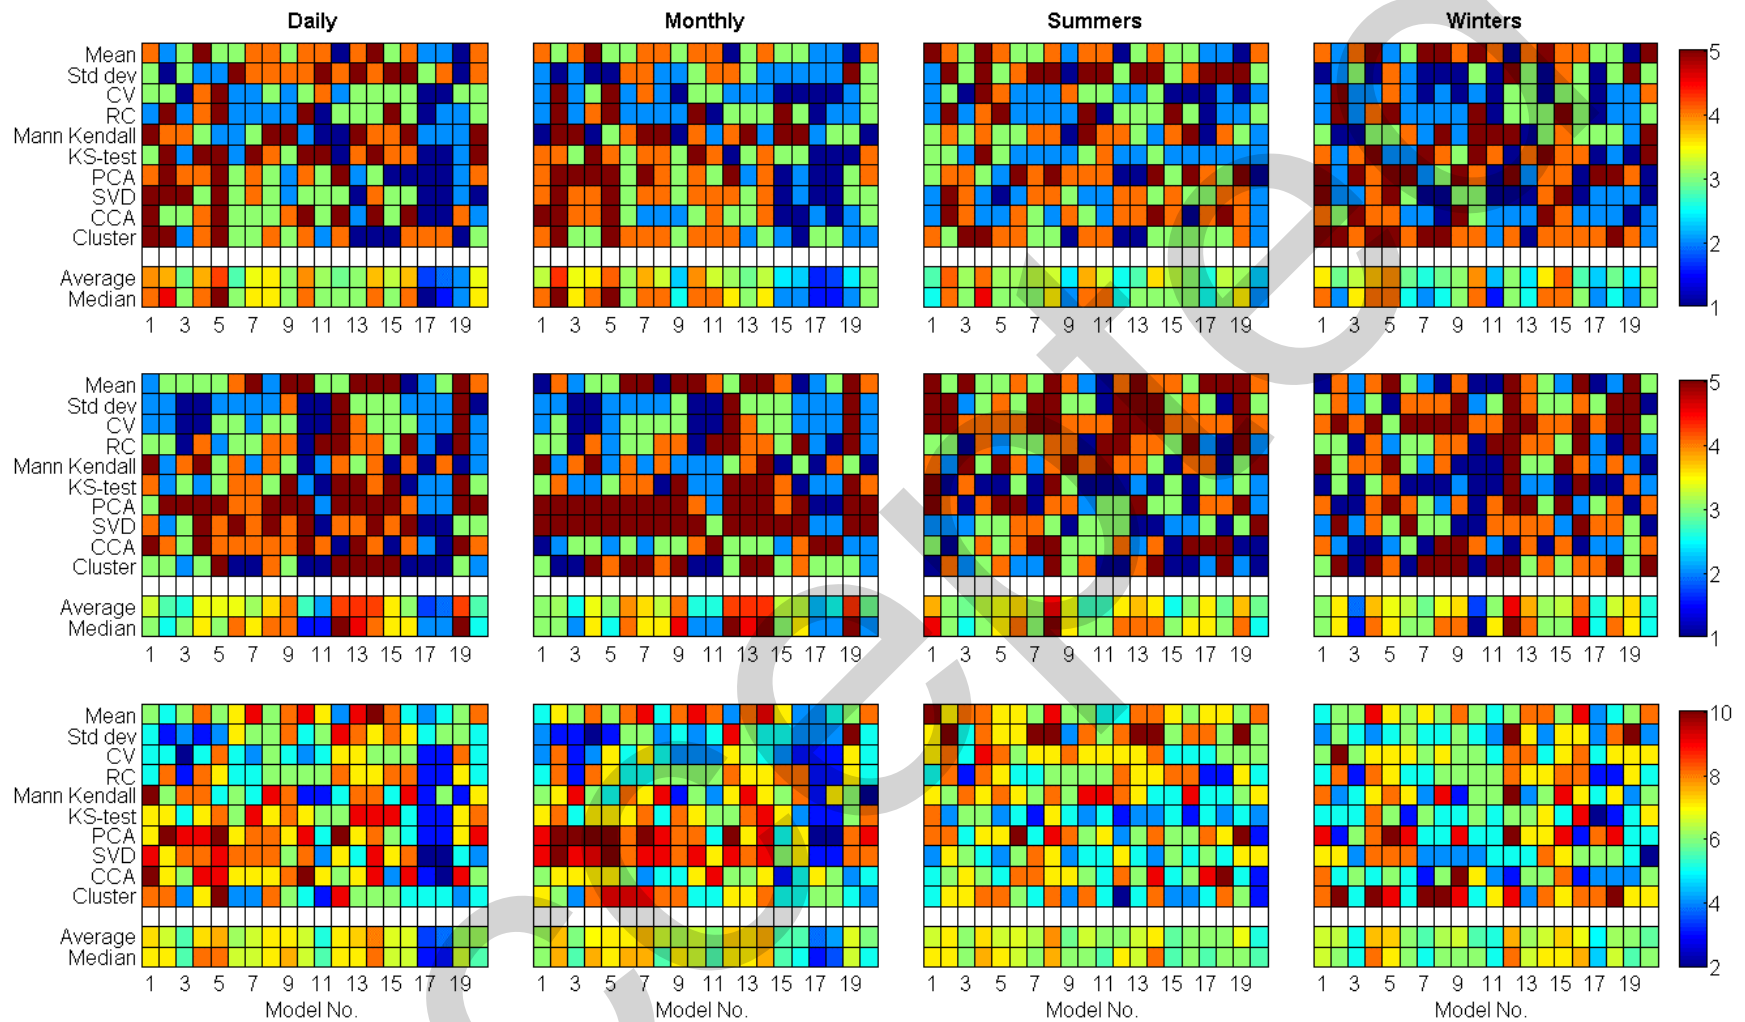 Daily Monthly Summers Winters
Mean
Std dev
CV
RC
Mann Kendall
KS-test
PCA
SVD
CCA
Cluster
Average
Median
1 3 5 7 9 11 13 15 17 19 1 3 5 7 9 11 13 15 17 19 1 3 5 7 9 11 13 15 17 19 1 3 5 7 9 11 13 15 17 19
5
4
3
2
1
Mean
Std dev
CV
RC
Mann Kendall
KS-test
PCA
SVD
CCA
Cluster
Average
Median
1 3 5 7 9 11 13 15 17 19 1 3 5 7 9 11 13 15 17 19 1 3 5 7 9 11 13 15 17 19 1 3 5 7 9 11 13 15 17 19
5
4
3
2
1
Mean
Std dev
CV
RC
Mann Kendall
KS-test
PCA
SVD
CCA
Cluster
Average
Median
1 3 5 7 9 11 13 15 17 19 1 3 5 7 9 11 13 15 17 19 1 3 5 7 9 11 13 15 17 19 1 3 5 7 9 11 13 15 17 19
Model No. Model No. Model No. Model No.
10
8
6
4
2